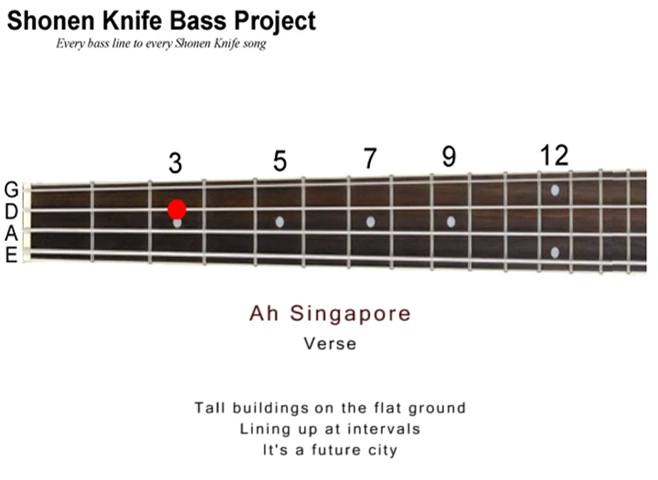 Shonen Knife Bass Project
Every bass line to every Shonen Knife song
3 5 7 9 12
G
D
A
E
Ah Singapore
Verse
Tall buildings on the flat ground
Lining up at intervals
It's a future city